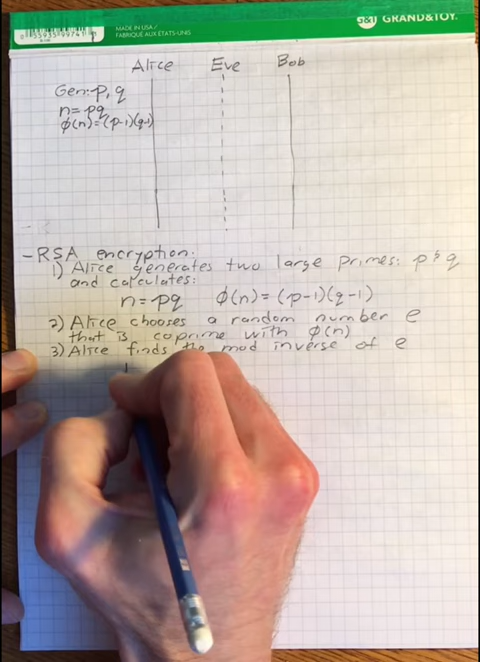 MADE IN USA/
FABRIQUÉ AUX ÉTATS-UNIS
G&T GRAND&TOY.
Alice Eve Bob
Gen: p, q
n=pq
φ(n)=(p-1)(q-1)
- RSA encryption:
1) Alice generates two large primes: p & q
and calculates:
n=pq φ(n)=(p-1)(q-1)
2) Alice chooses a random number e
that is coprime with φ(n)
3) Alice finds the mod inverse of e